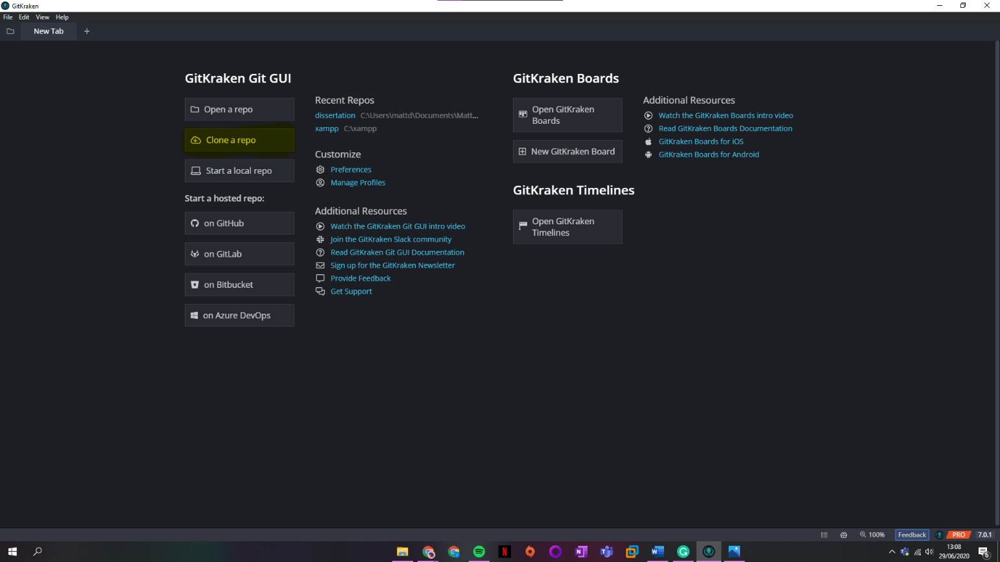 GitKraken
File Edit View Help
New Tab
GitKraken Git GUI
Open a repo
Clone a repo
Start a local repo
Start a hosted repo:
on GitHub
on GitLab
on Bitbucket
on Azure DevOps
Recent Repos
dissertation C:\Users\mattd\Documents\Matt...
xampp C:\xampp
Customize
Preferences
Manage Profiles
Additional Resources
Watch the GitKraken Git GUI intro video
Join the GitKraken Slack community
Read GitKraken Git GUI Documentation
Sign up for the GitKraken Newsletter
Provide Feedback
Get Support
GitKraken Boards
Open GitKraken
Boards
New GitKraken Board
Additional Resources
Watch the GitKraken Boards intro video
Read GitKraken Boards Documentation
GitKraken Boards for iOS
GitKraken Boards for Android
GitKraken Timelines
Open GitKraken
Timelines
100% Feedback PRO 7.0.1
13:08
29/06/2020
6